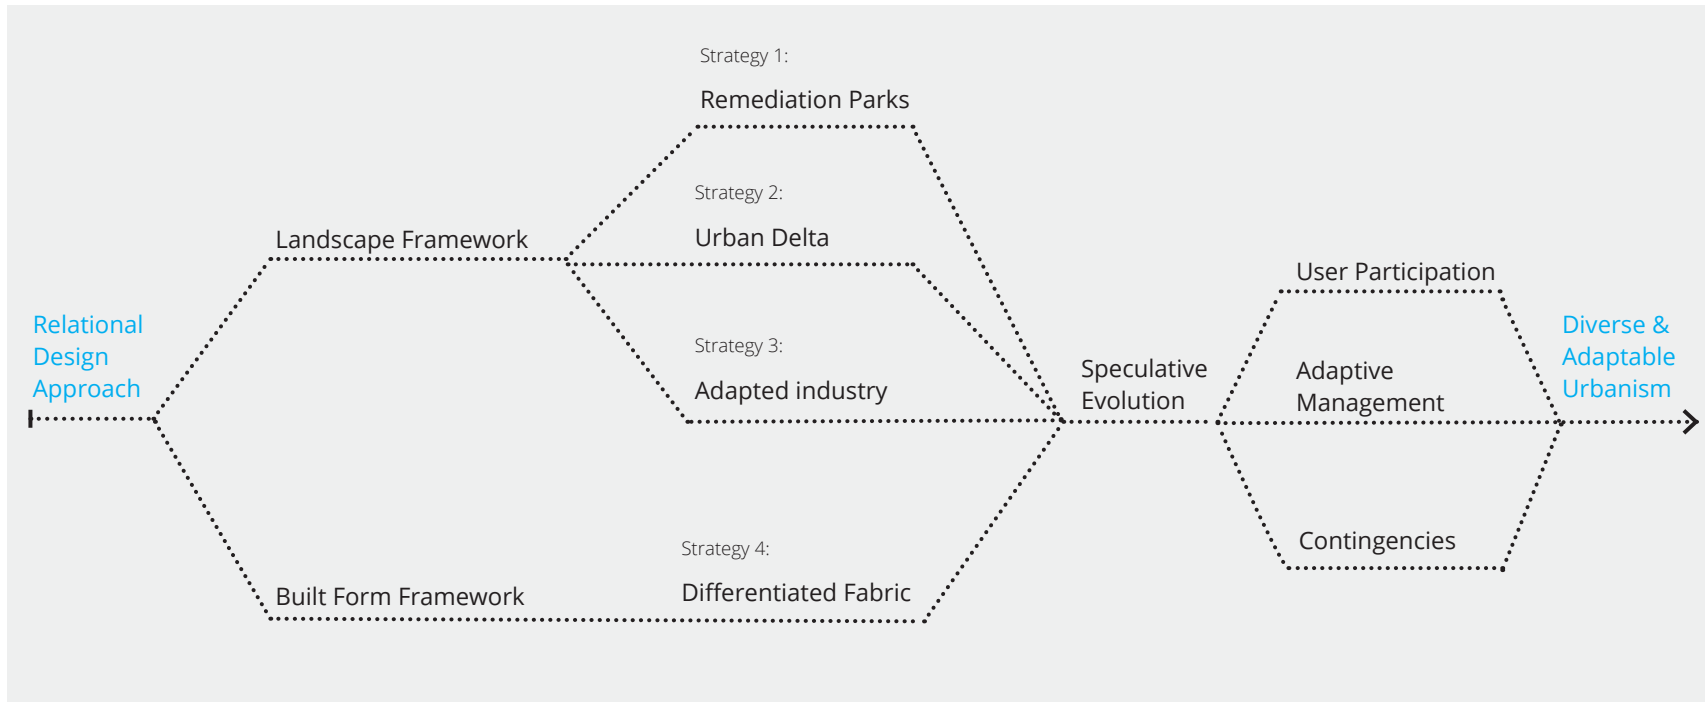 Relational
Design
Approach
Landscape Framework
Built Form Framework
Strategy 1:
Remediation Parks
Strategy 2:
Urban Delta
Strategy 3:
Adapted industry
Strategy 4:
Differentiated Fabric
Speculative
Evolution
User Participation
Adaptive
Management
Contingencies
Diverse &
Adaptable
Urbanism